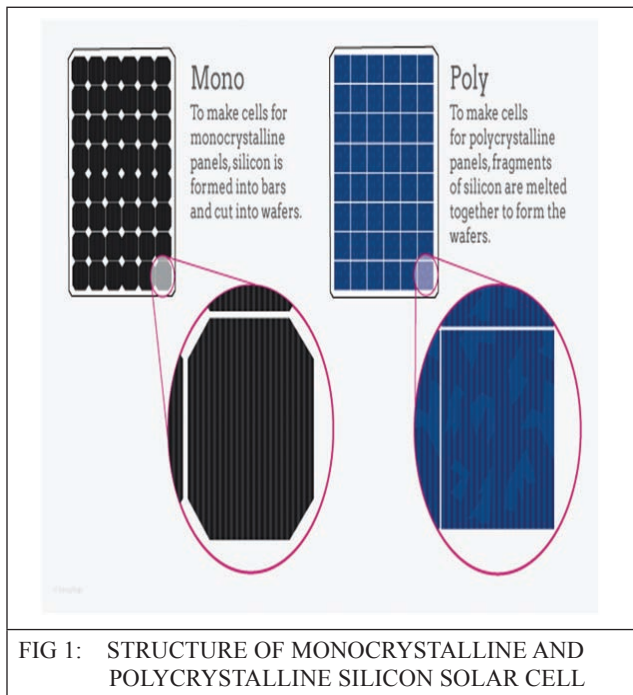 Mono
To make cells for
monocrystalline
panels, silicon is
formed into bars
and cut into wafers.
Poly
To make cells
for polycrystalline
panels, fragments
of silicon are melted
together to form the
wafers.
FIG 1: STRUCTURE OF MONOCRYSTALLINE AND
POLYCRYSTALLINE SILICON SOLAR CELL